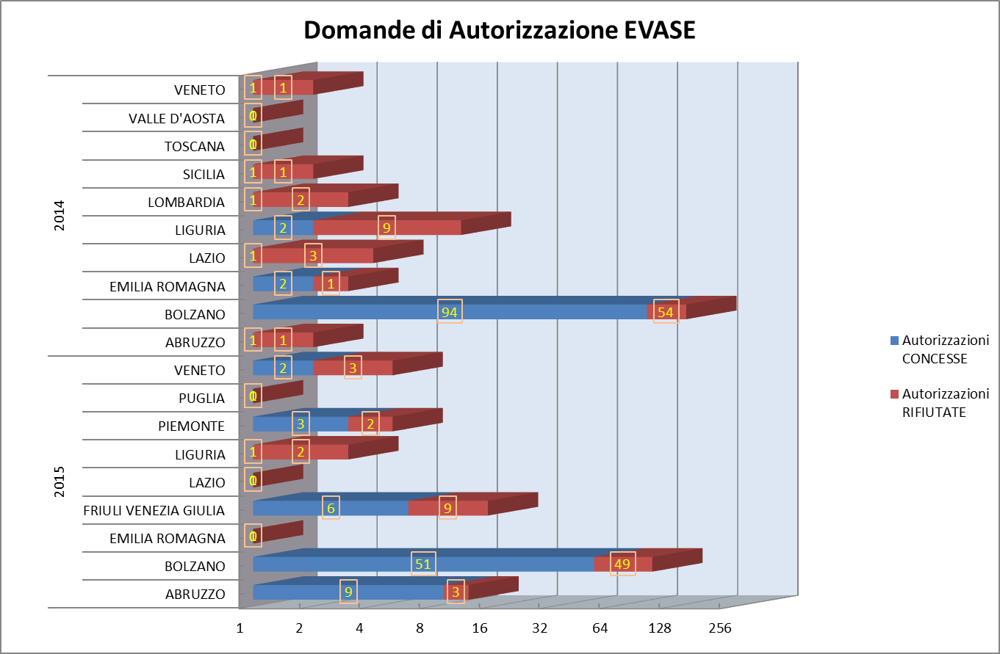 Domande di Autorizzazione EVASE
2014
VENETO 1 1
VALLE D'AOSTA
TOSCANA
SICILIA 1 1
LOMBARDIA 1 2
LIGURIA 2 9
LAZIO 1 3
EMILIA ROMAGNA 2 1
BOLZANO 94 54
ABRUZZO 1 1
2015
VENETO 2 3
PUGLIA
PIEMONTE 3 2
LIGURIA 1 2
LAZIO
FRIULI VENEZIA GIULIA 6 9
EMILIA ROMAGNA
BOLZANO 51 49
ABRUZZO 9 3
1 2 4 8 16 32 64 128 256
Autorizzazioni
CONCESSE
Autorizzazioni
RIFIUTATE